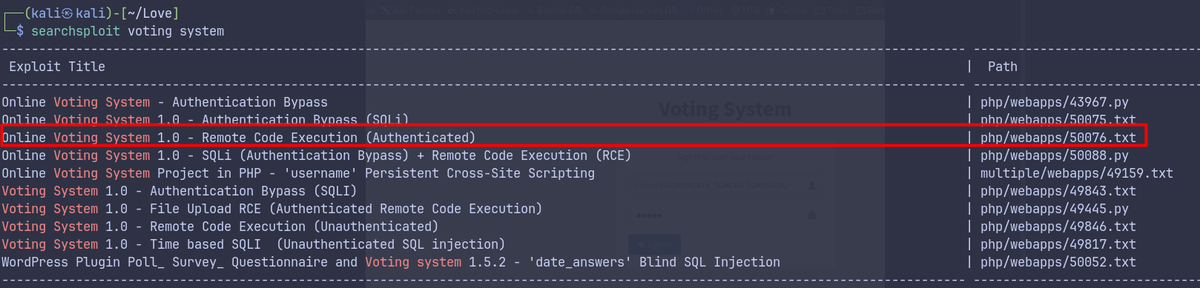 (kali㉿kali)-[~/Love]
$ searchsploit voting system
Exploit Title | Path
Online Voting System - Authentication Bypass | php/webapps/43967.py
Online Voting System 1.0 - Authentication Bypass (SQLi) | php/webapps/50075.txt
Online Voting System 1.0 - Remote Code Execution (Authenticated) | php/webapps/50076.txt
Online Voting System 1.0 - SQLi (Authentication Bypass) + Remote Code Execution (RCE) | php/webapps/50088.py
Online Voting System Project in PHP - 'username' Persistent Cross-Site Scripting | multiple/webapps/49159.txt
Voting System 1.0 - Authentication Bypass (SQLI) | php/webapps/49843.txt
Voting System 1.0 - File Upload RCE (Authenticated Remote Code Execution) | php/webapps/49445.py
Voting System 1.0 - Remote Code Execution (Unauthenticated) | php/webapps/49846.txt
Voting System 1.0 - Time based SQLI  (Unauthenticated SQL injection) | php/webapps/49817.txt
WordPress Plugin Poll_ Survey_ Questionnaire and Voting system 1.5.2 - 'date_answers' Blind SQL Injection | php/webapps/50052.txt
Voting System